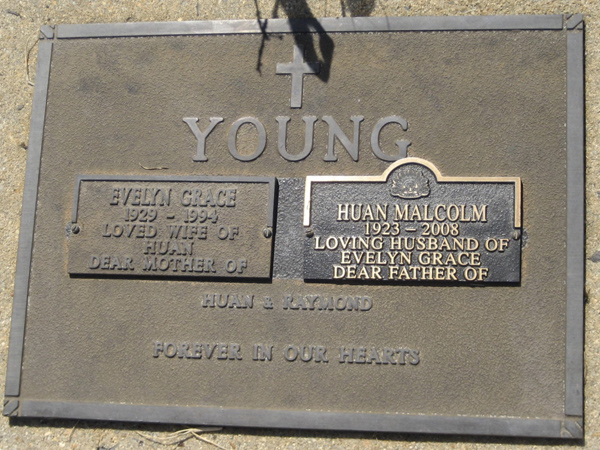 YOUNG
EVELYN GRACE
1929 - 1994
LOVED WIFE OF
HUAN
DEAR MOTHER OF
HUAN MALCOLM
1923 - 2008
LOVING HUSBAND OF
EVELYN GRACE
DEAR FATHER OF
HUAN & RAYMOND
FOREVER IN OUR HEARTS